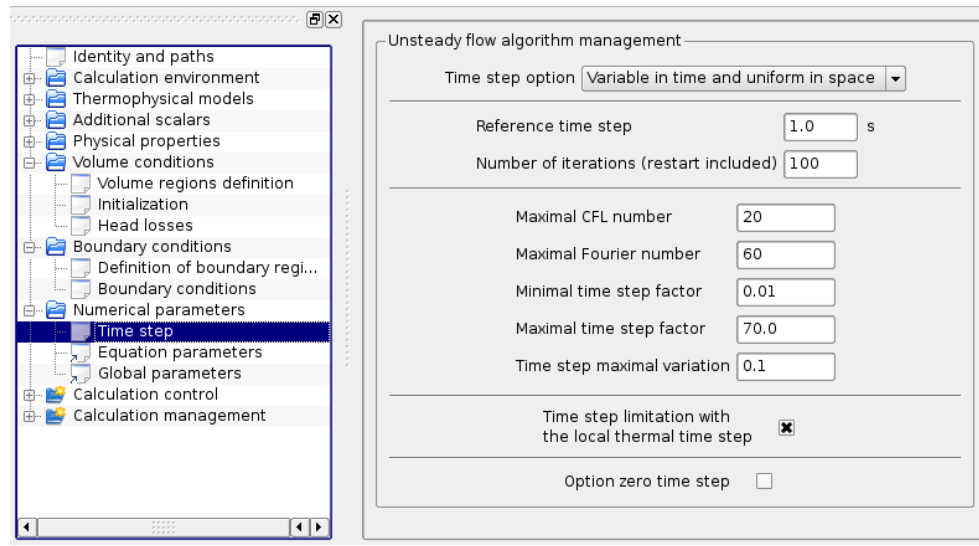 Identity and paths
Calculation environment
Thermophysical models
Additional scalars
Physical properties
Volume conditions
Volume regions definition
Initialization
Head losses
Boundary conditions
Definition of boundary regi...
Boundary conditions
Numerical parameters
Time step
Equation parameters
Global parameters
Calculation control
Calculation management
Unsteady flow algorithm management
Time step option Variable in time and uniform in space
Reference time step 1.0 s
Number of iterations (restart included) 100
Maximal CFL number 20
Maximal Fourier number 60
Minimal time step factor 0.01
Maximal time step factor 70.0
Time step maximal variation 0.1
Time step limitation with
the local thermal time step
Option zero time step